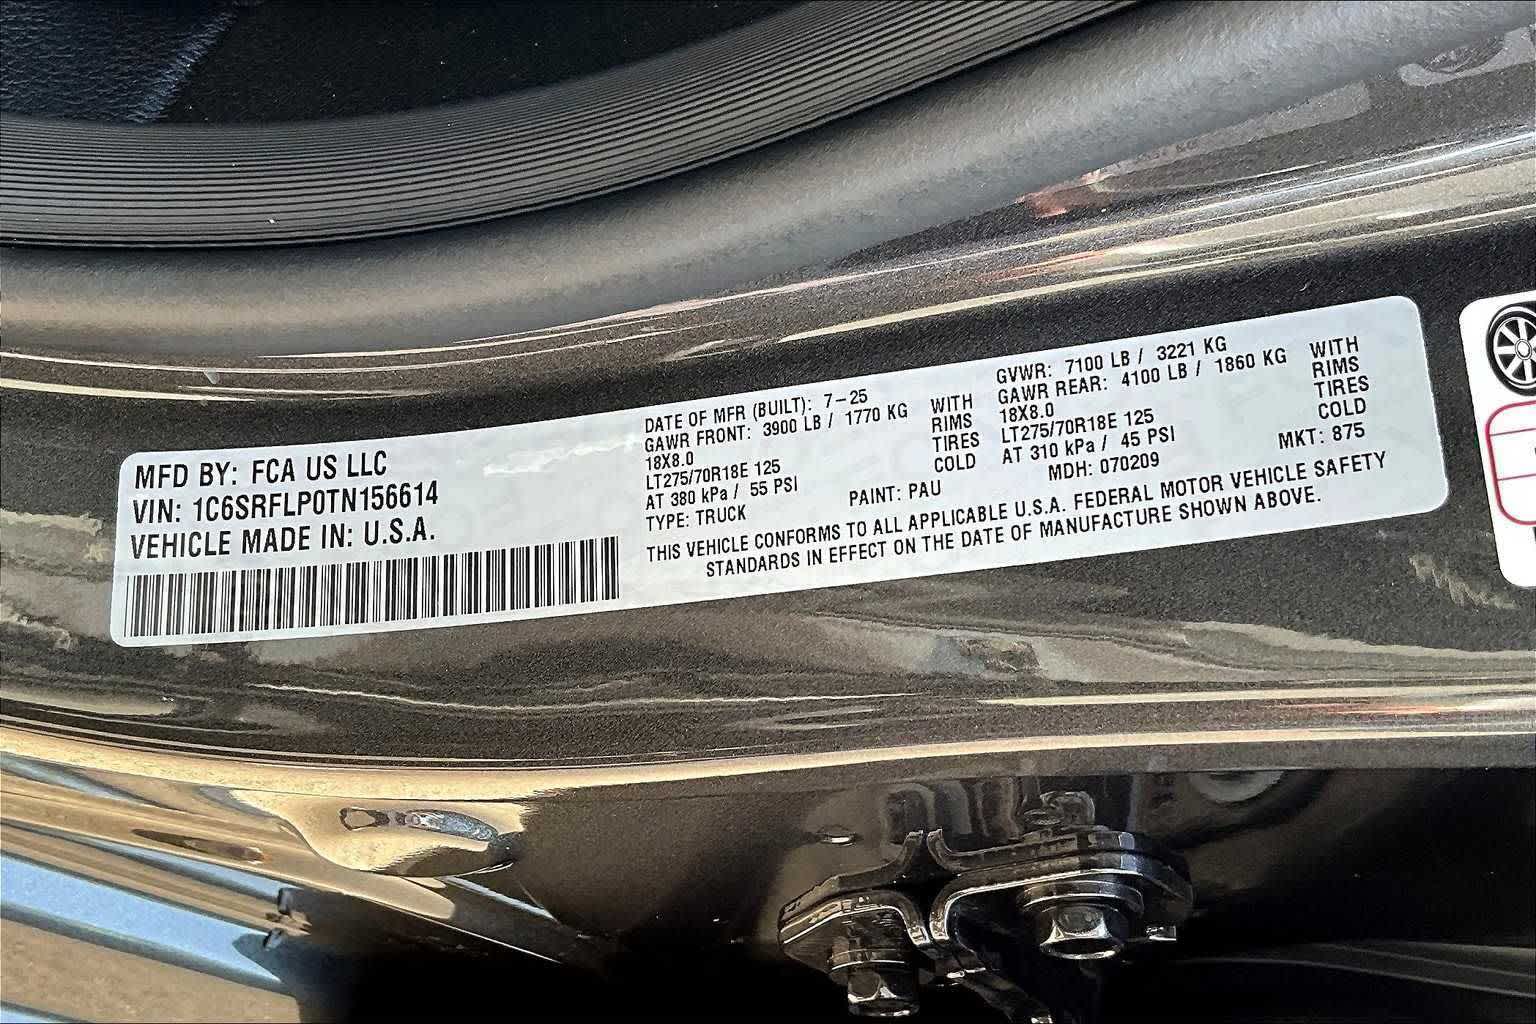 MFD BY: FCA US LLC
VIN: 1C6SRFLP0TN156614
VEHICLE MADE IN: U.S.A.
DATE OF MFR (BUILT): 7-25
GAWR FRONT: 3900 LB / 1770 KG WITH
18X8.0 RIMS
LT275/70R18E 125 TIRES
AT 380 kPa / 55 PSI COLD
TYPE: TRUCK PAINT: PAU
GVWR: 7100 LB / 3221 KG
GAWR REAR: 4100 LB / 1860 KG WITH
18X8.0 RIMS
LT275/70R18E 125 TIRES
AT 310 kPa / 45 PSI COLD
MDH: 070209 MKT: 875
THIS VEHICLE CONFORMS TO ALL APPLICABLE U.S.A. FEDERAL MOTOR VEHICLE SAFETY
STANDARDS IN EFFECT ON THE DATE OF MANUFACTURE SHOWN ABOVE.